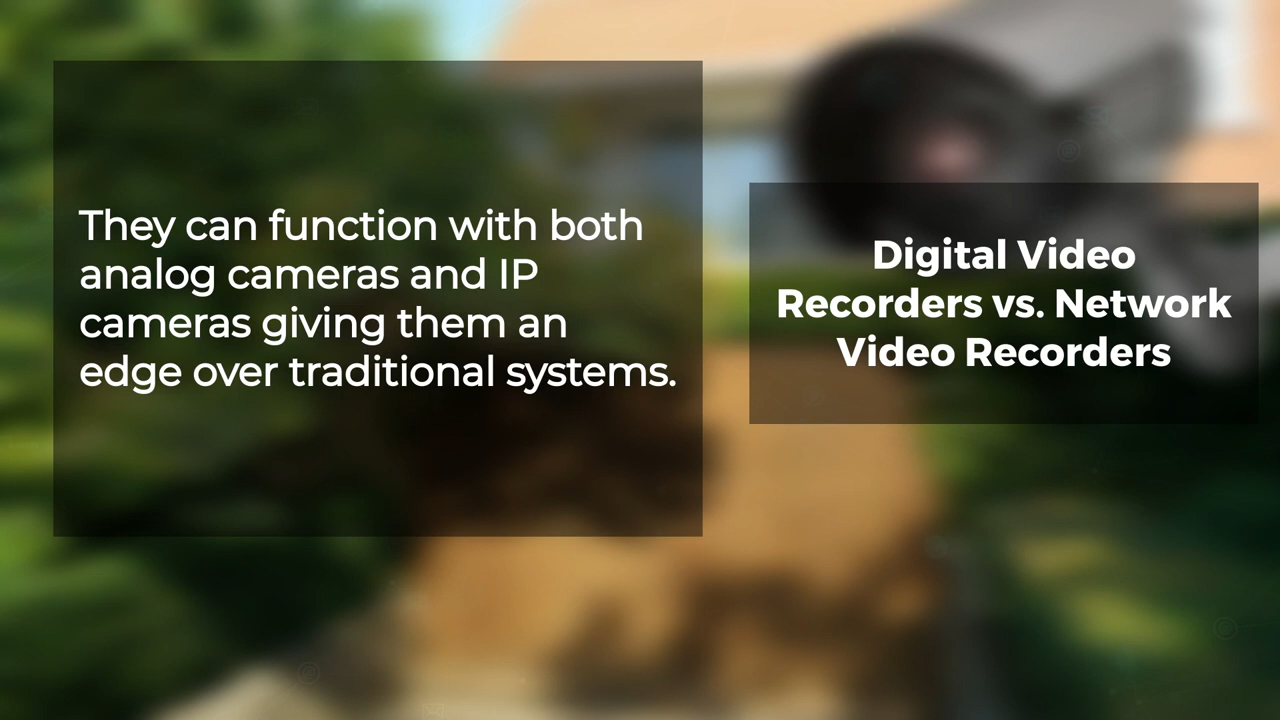 They can function with both
analog cameras and IP
cameras giving them an
edge over traditional systems.
Digital Video
Recorders vs. Network
Video Recorders